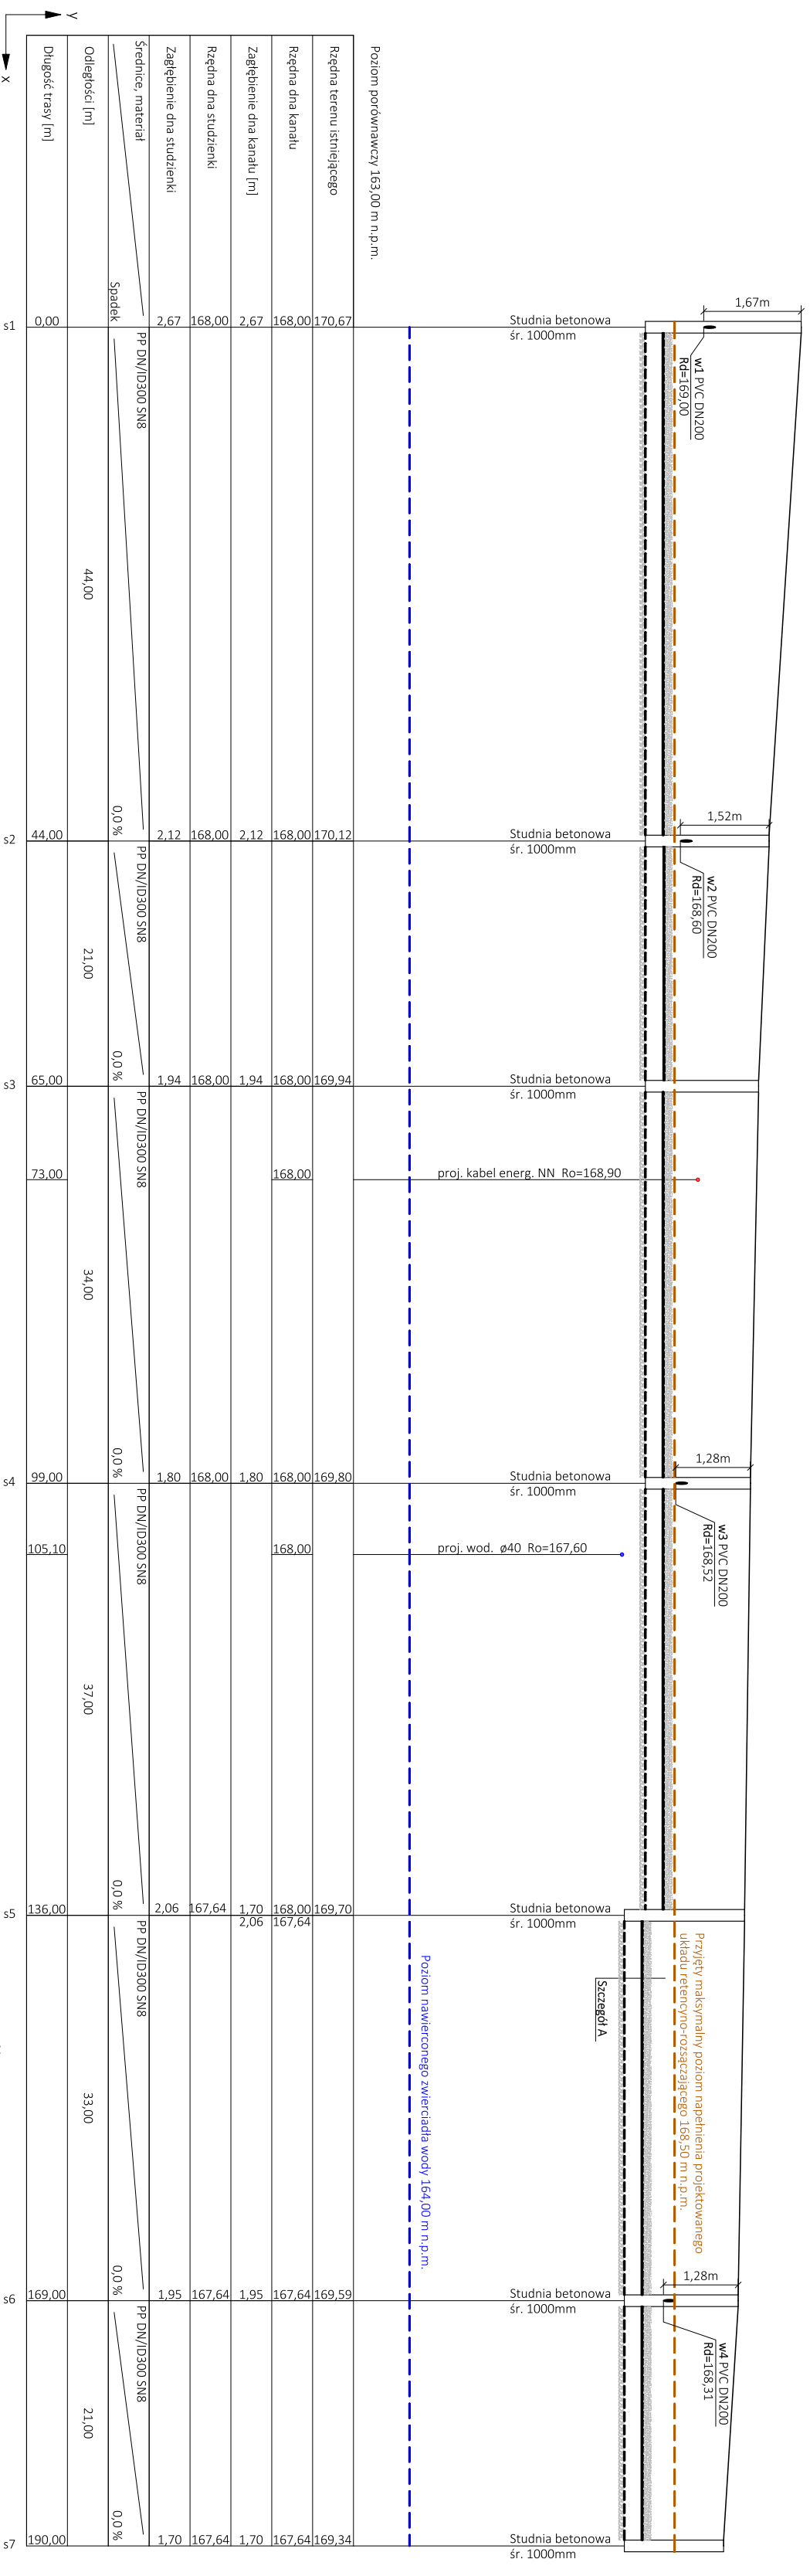 Poziom porównawczy 163,00 m n.p.m.
Rzędna terenu istniejącego
170,67
170,12
169,94
169,80
169,70
169,59
169,34
Rzędna dna kanału
168,00
168,00
168,00
168,00
168,00
168,00
168,00
167,64
167,64
167,64
Zagłębienie dna kanału [m]
2,67
2,12
1,94
1,80
1,70
2,06
1,95
1,70
Rzędna dna studzienki
168,00
168,00
168,00
168,00
167,64
167,64
167,64
Zagłębienie dna studzienki
2,67
2,12
1,94
1,80
2,06
1,95
1,70
Średnice, materiał
PP DN/ID300 SN8
PP DN/ID300 SN8
PP DN/ID300 SN8
PP DN/ID300 SN8
PP DN/ID300 SN8
PP DN/ID300 SN8
Spadek
0,0 %
0,0 %
0,0 %
0,0 %
0,0 %
0,0 %
Odległości [m]
44,00
21,00
34,00
37,00
33,00
21,00
Długość trasy [m]
0,00
44,00
65,00
73,00
99,00
105,10
136,00
169,00
190,00
s1
s2
s3
s4
s5
s6
s7
y
x
1,67m
w1 PVC DN200
Rd=169,00
Studnia betonowa
śr. 1000mm
1,52m
w2 PVC DN200
Rd=168,60
Studnia betonowa
śr. 1000mm
Studnia betonowa
śr. 1000mm
proj. kabel energ. NN Ro=168,90
1,28m
w3 PVC DN200
Rd=168,52
Studnia betonowa
śr. 1000mm
proj. wod. ø40 Ro=167,60
Studnia betonowa
śr. 1000mm
Przyjęty maksymalny poziom napełnienia projektowanego
układu retencyno-rozsączającego 168,50 m n.p.m.
Szczegół A
Poziom nawierconego zwierciadła wody 164,00 m n.p.m.
1,28m
w4 PVC DN200
Rd=168,31
Studnia betonowa
śr. 1000mm
Studnia betonowa
śr. 1000mm